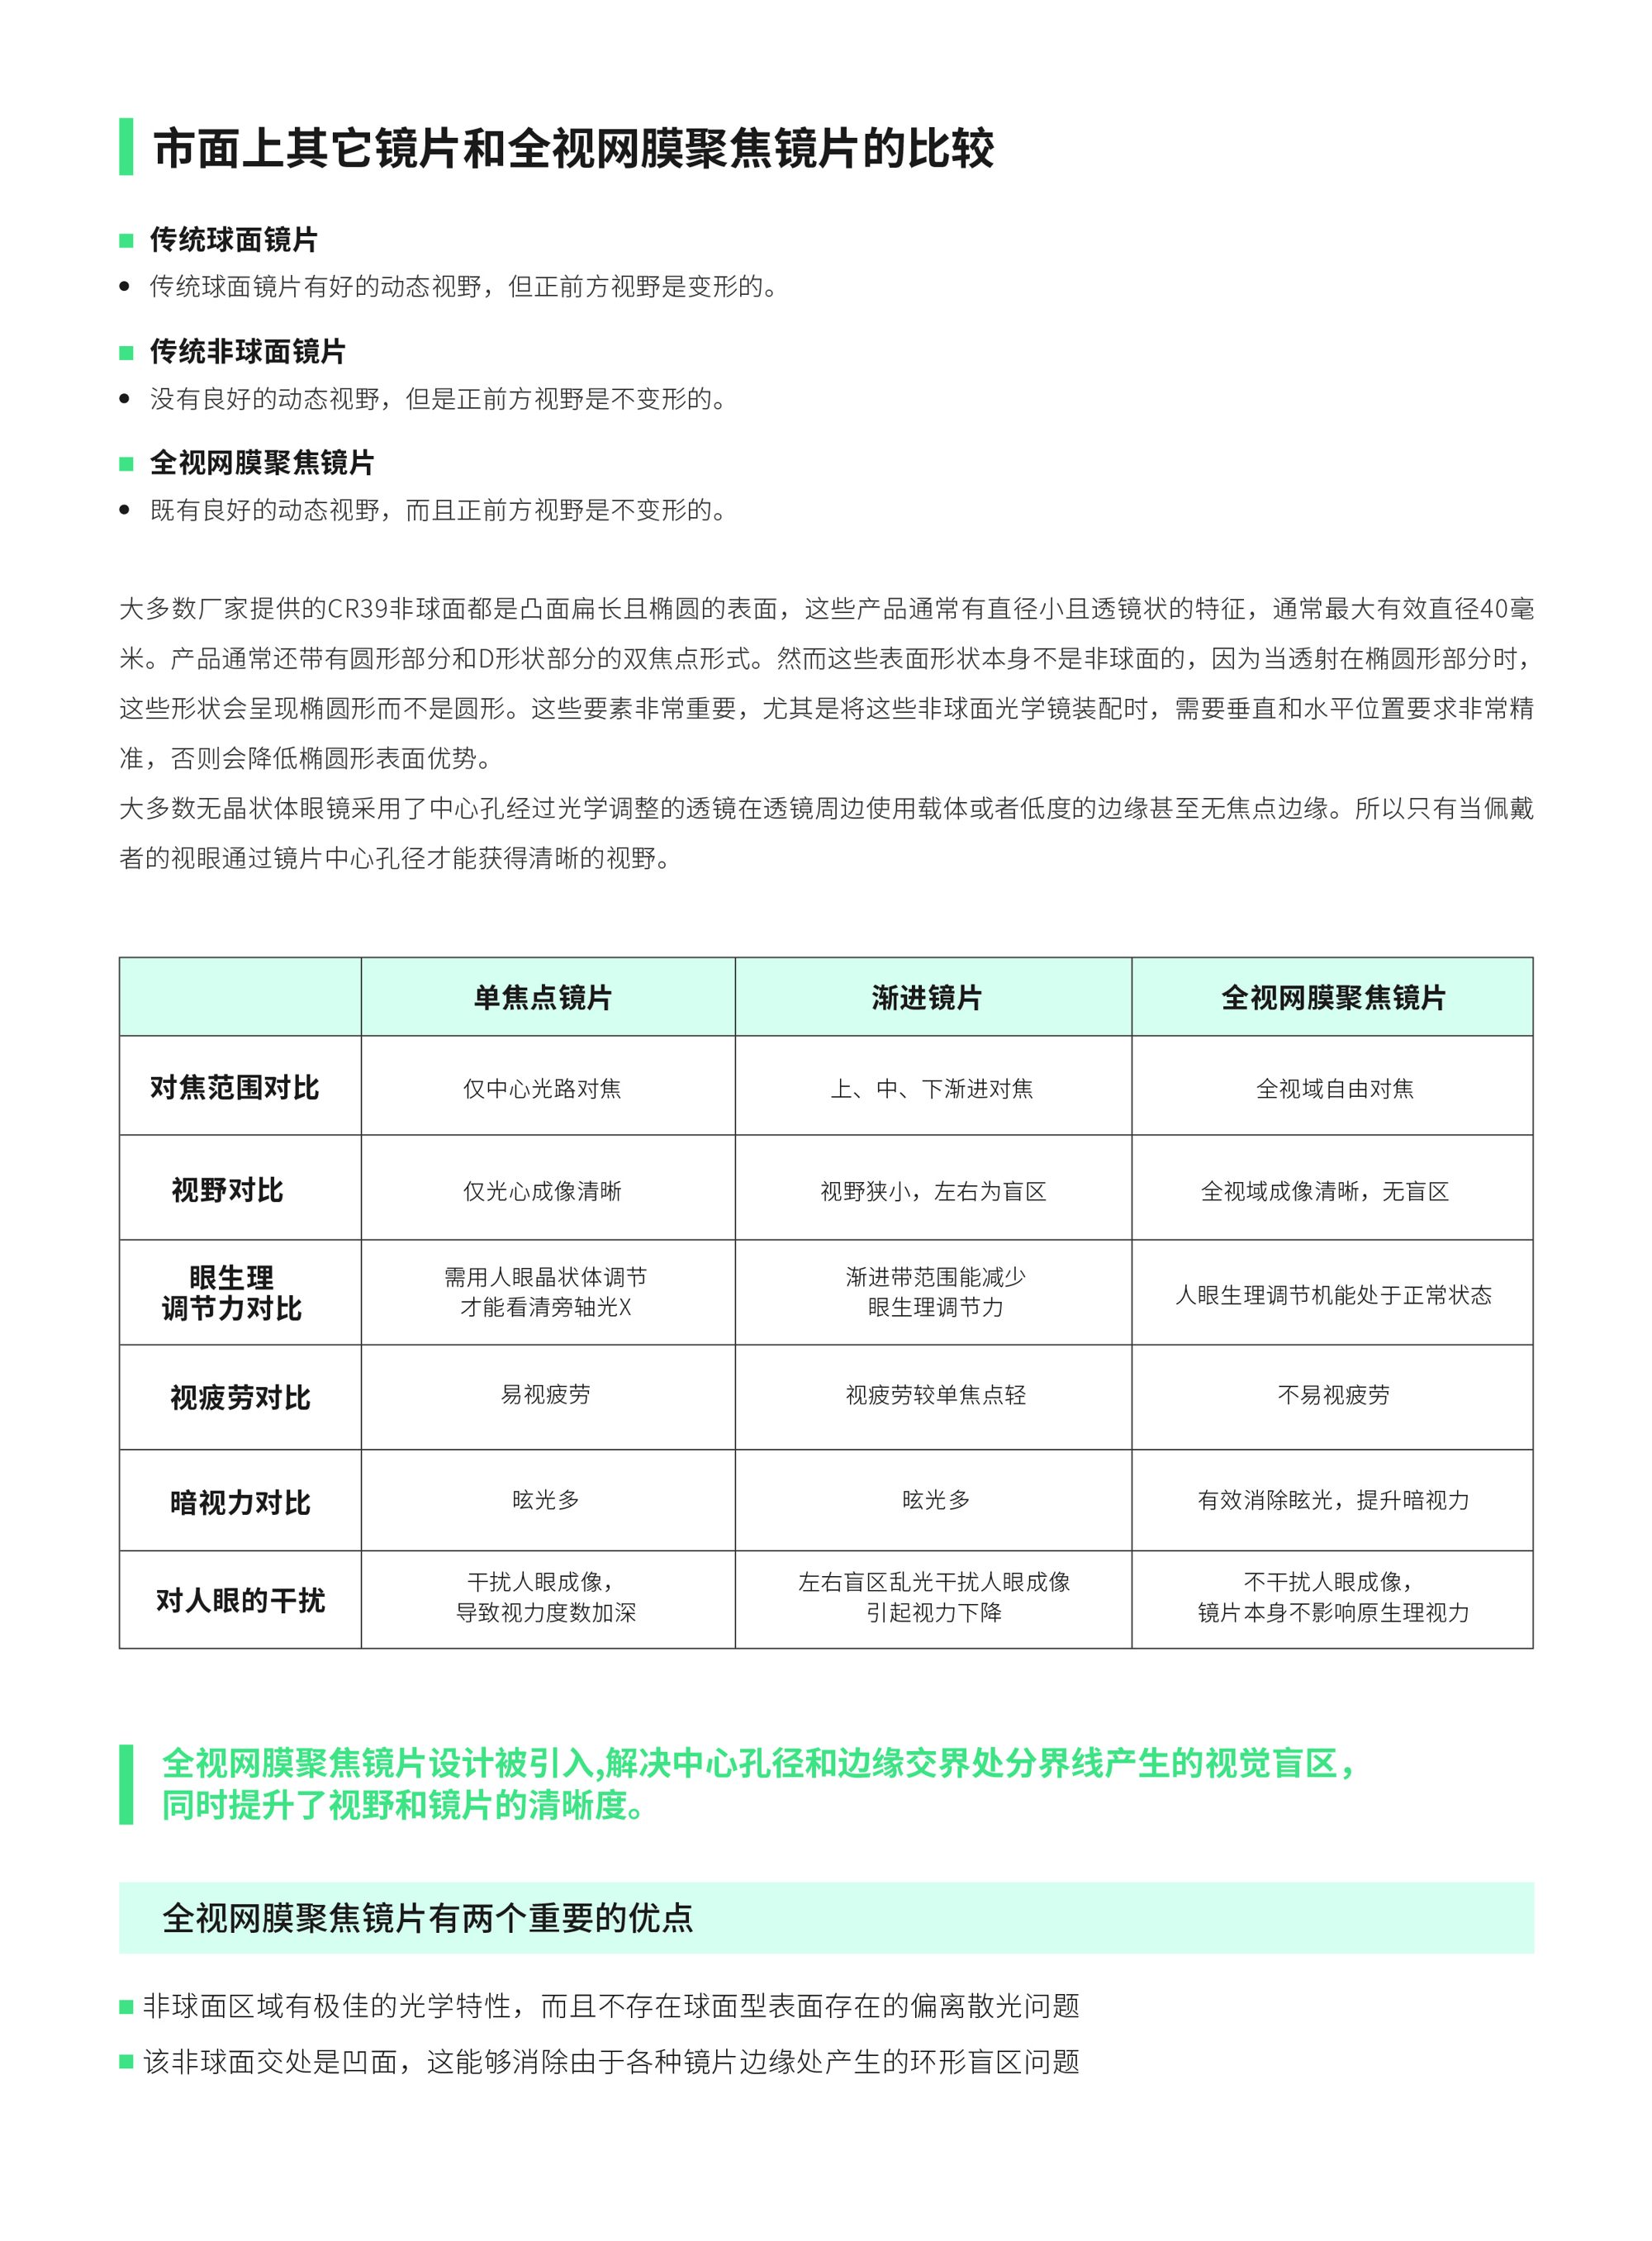 市面上其它镜片和全视网膜聚焦镜片的比较
传统球面镜片
传统球面镜片有好的动态视野，但正前方视野是变形的。
传统非球面镜片
没有良好的动态视野，但是正前方视野是不变形的。
全视网膜聚焦镜片
既有良好的动态视野，而且正前方视野是不变形的。
大多数厂家提供的CR39非球面都是凸面扁长且椭圆的表面，这些产品通常有直径小且透镜状的特征，通常最大有效直径40毫
米。产品通常还带有圆形部分和D形状部分的双焦点形式。然而这些表面形状本身不是非球面的，因为当透射在椭圆形部分时，
这些形状会呈现椭圆形而不是圆形。这些要素非常重要，尤其是将这些非球面光学镜装配时，需要垂直和水平位置要求非常精
准，否则会降低椭圆形表面优势。
大多数无晶状体眼镜采用了中心孔经过光学调整的透镜在透镜周边使用载体或者低度的边缘甚至无焦点边缘。所以只有当佩戴
者的视眼通过镜片中心孔径才能获得清晰的视野。
单焦点镜片 渐进镜片 全视网膜聚焦镜片
对焦范围对比 仅中心光路对焦 上、中、下渐进对焦 全视域自由对焦
视野对比 仅光心成像清晰 视野狭小，左右为盲区 全视域成像清晰，无盲区
眼生理
调节力对比
需用人眼晶状体调节
才能看清旁轴光X
渐进带范围能减少
眼生理调节力
人眼生理调节机能处于正常状态
视疲劳对比 易视疲劳 视疲劳较单焦点轻 不易视疲劳
暗视力对比 眩光多 眩光多 有效消除眩光，提升暗视力
对人眼的干扰
干扰人眼成像，
导致视力度数加深
左右盲区乱光干扰人眼成像
引起视力下降
不干扰人眼成像，
镜片本身不影响原生理视力
全视网膜聚焦镜片设计被引入,解决中心孔径和边缘交界处分界线产生的视觉盲区，
同时提升了视野和镜片的清晰度。
全视网膜聚焦镜片有两个重要的优点
非球面区域有极佳的光学特性，而且不存在球面型表面存在的偏离散光问题
该非球面交处是凹面，这能够消除由于各种镜片边缘处产生的环形盲区问题